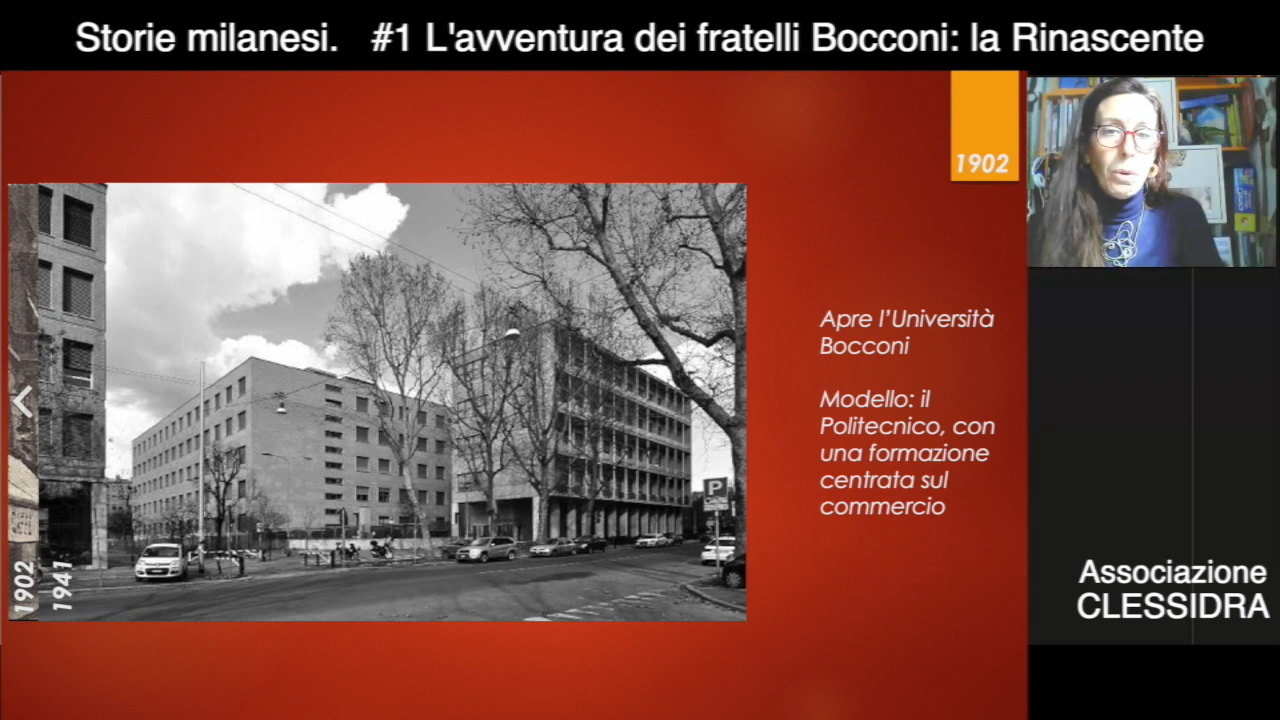 Storie milanesi. #1 L'avventura dei fratelli Bocconi: la Rinascente
1902
Apre l'Università
Bocconi
Modello: il
Politecnico, con
una formazione
centrata sul
commercio
P
1902
1941
Associazione
CLESSIDRA